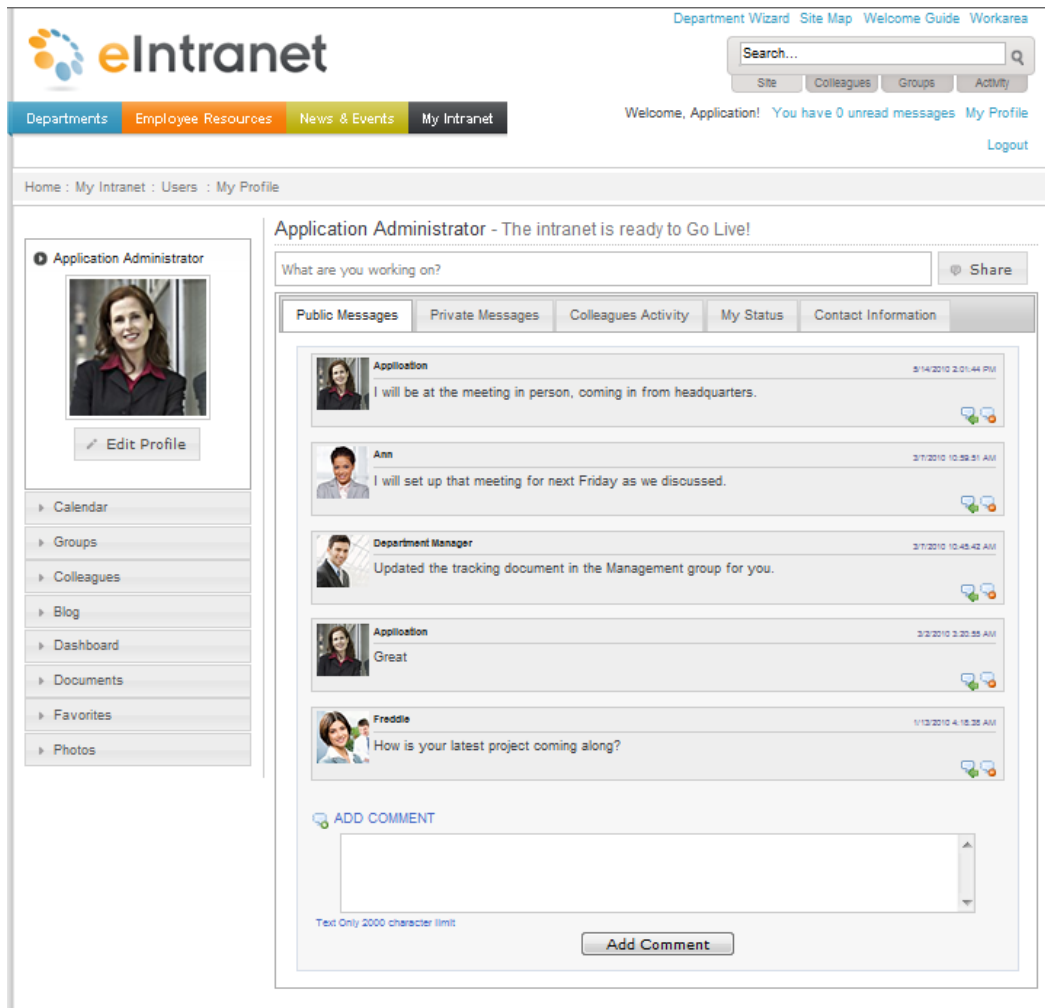 Department Wizard Site Map Welcome Guide Workarea
eIntranet
Search...
Site Colleagues Groups Activity
Departments Employee Resources News & Events My Intranet
Welcome, Application! You have 0 unread messages My Profile
Logout
Home : My Intranet : Users : My Profile
Application Administrator
Edit Profile
Calendar
Groups
Colleagues
Blog
Dashboard
Documents
Favorites
Photos
Application Administrator - The intranet is ready to Go Live!
What are you working on?
Share
Public Messages Private Messages Colleagues Activity My Status Contact Information
Application 5/14/2010 2:01:44 PM
I will be at the meeting in person, coming in from headquarters.
Ann 3/7/2010 10:59:51 AM
I will set up that meeting for next Friday as we discussed.
Department Manager 3/7/2010 10:45:42 AM
Updated the tracking document in the Management group for you.
Application 3/2/2010 3:20:55 AM
Great
Freddie 1/13/2010 4:18:38 AM
How is your latest project coming along?
ADD COMMENT
Text Only 2000 character limit
Add Comment